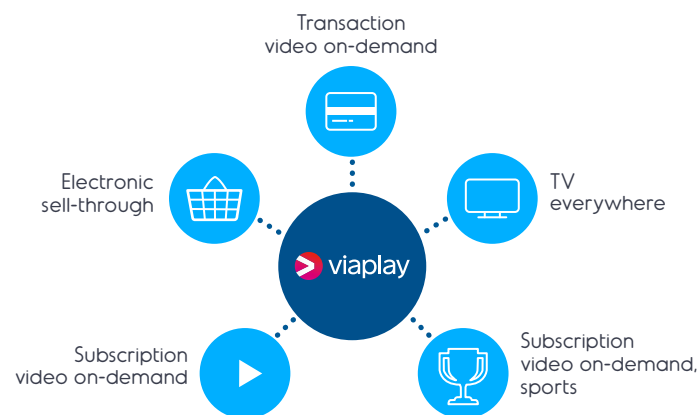 Transaction
video on-demand
Electronic
sell-through
TV
everywhere
viaplay
Subscription
video on-demand
Subscription
video on-demand,
sports